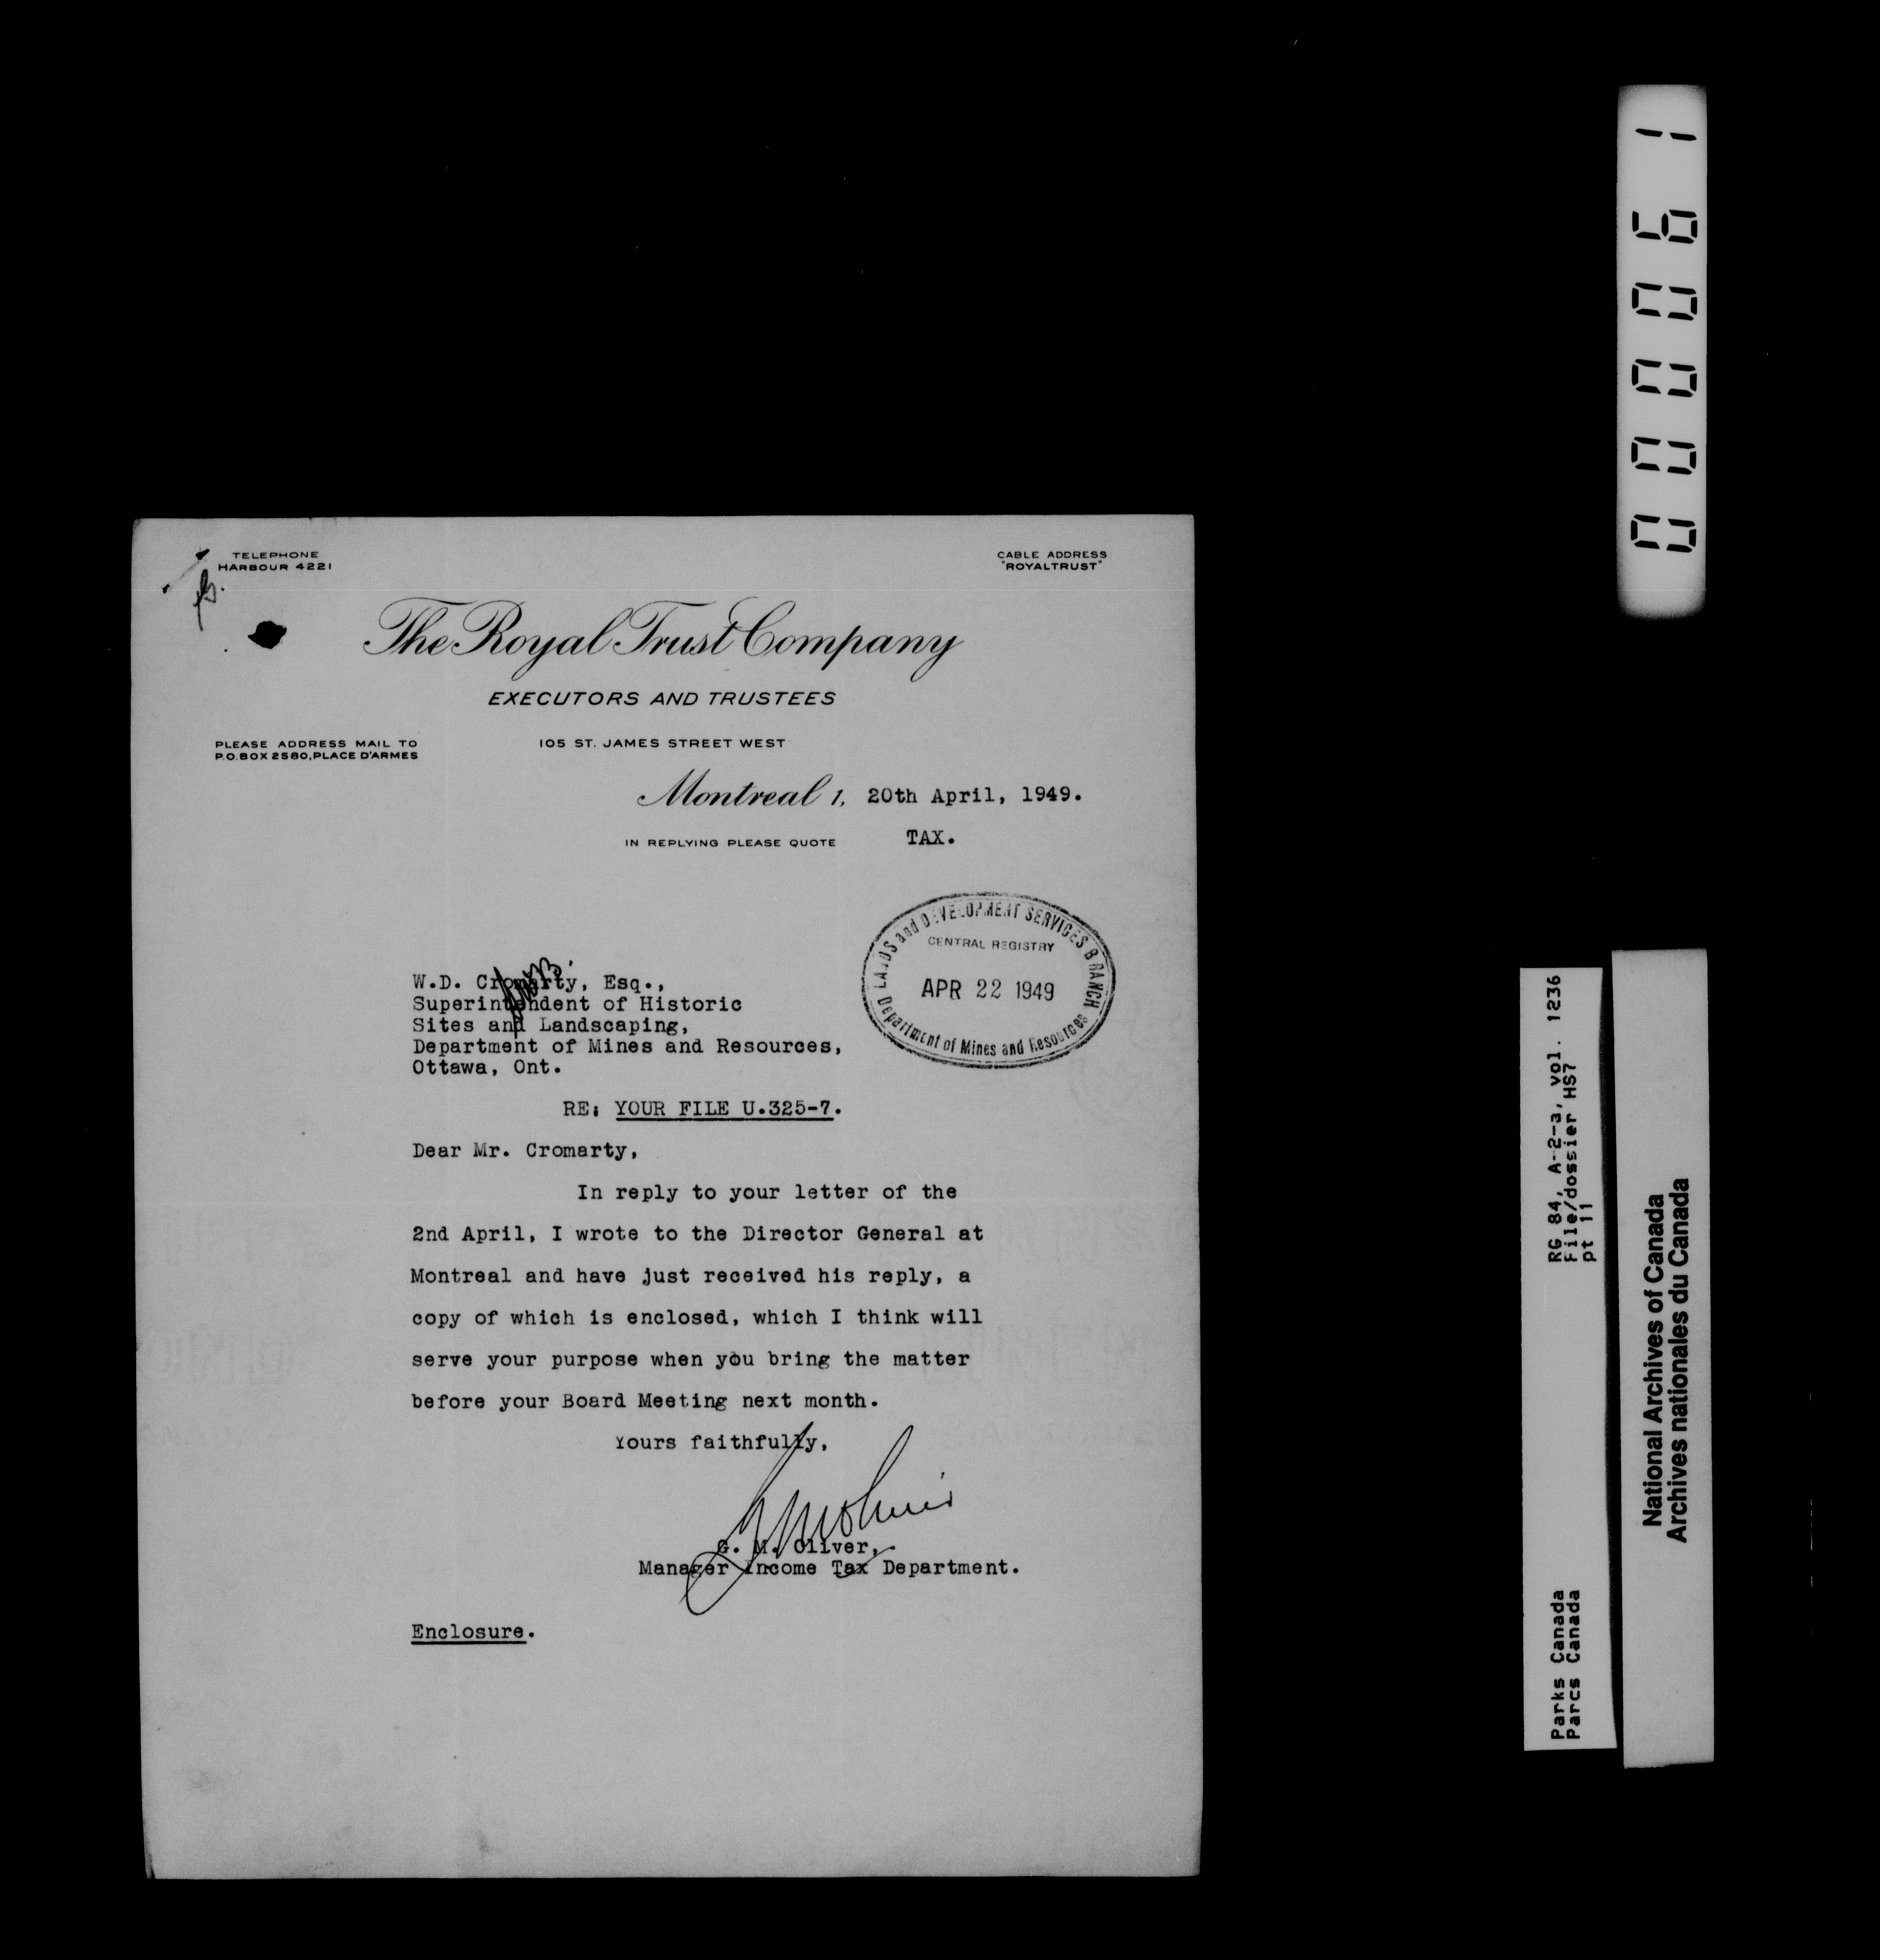 TELEPHONE
HARBOUR 4221
CABLE ADDRESS
"ROYALTRUST"
The Royal Trust Company
EXECUTORS AND TRUSTEES
PLEASE ADDRESS MAIL TO
P.O. BOX 2580, PLACE D'ARMES
105 ST. JAMES STREET WEST
Montreal 1, 20th April, 1949.
IN REPLYING PLEASE QUOTE TAX.
LANDS and DEVELOPMENT SERVICES BRANCH
CENTRAL REGISTRY
APR 22 1949
Department of Mines and Resources
W.D. Cromarty, Esq.,
Superintendent of Historic
Sites and Landscaping,
Department of Mines and Resources,
Ottawa, Ont.
RE: YOUR FILE U.325-7.
Dear Mr. Cromarty,
In reply to your letter of the
2nd April, I wrote to the Director General at
Montreal and have just received his reply, a
copy of which is enclosed, which I think will
serve your purpose when you bring the matter
before your Board Meeting next month.
Yours faithfully,
G. M. Oliver,
Manager Income Tax Department.
Enclosure.
000061
RG 84, A-2-3, vol. 1236
File/dossier HS7
pt 11
Parks Canada
Parcs Canada
National Archives of Canada
Archives nationales du Canada